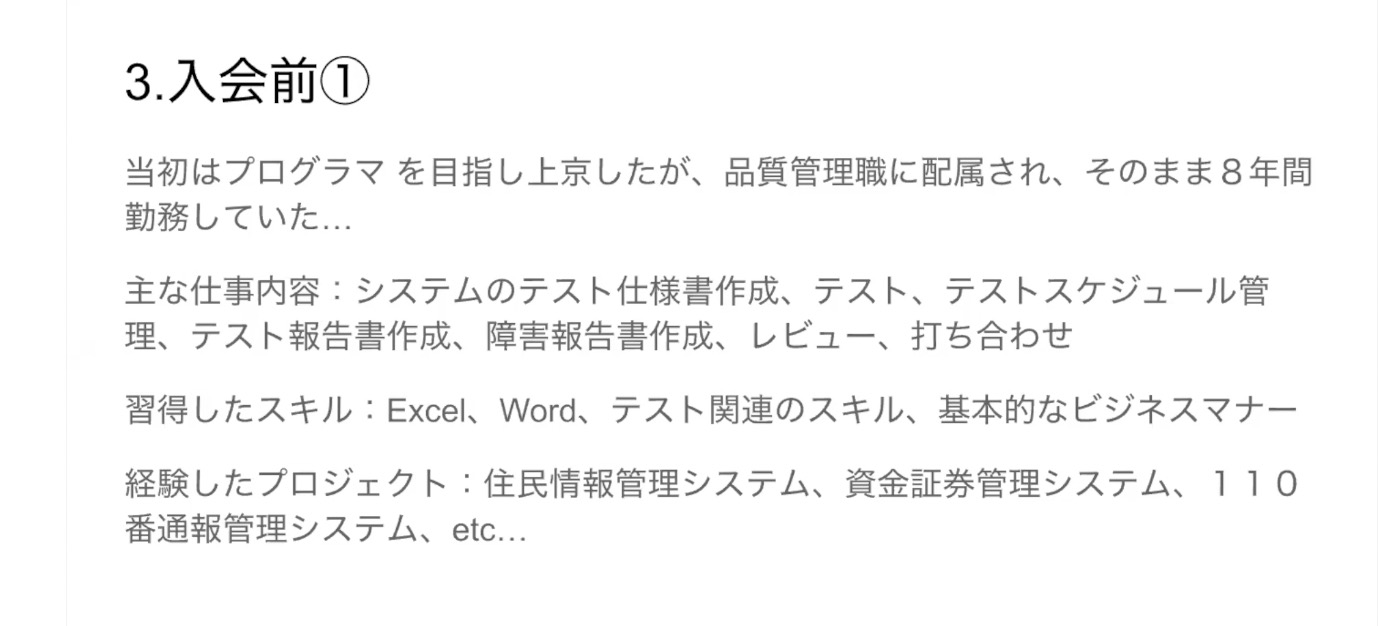 3.入会前①
当初はプログラマ を目指し上京したが、品質管理職に配属され、そのまま８年間
勤務していた…
主な仕事内容：システムのテスト仕様書作成、テスト、テストスケジュール管
理、テスト報告書作成、障害報告書作成、レビュー、打ち合わせ
習得したスキル：Excel、Word、テスト関連のスキル、基本的なビジネスマナー
経験したプロジェクト：住民情報管理システム、資金証券管理システム、１１０
番通報管理システム、etc…